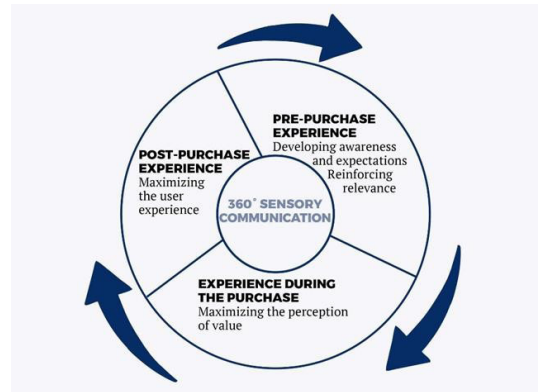 PRE-PURCHASE
EXPERIENCE
Developing awareness
and expectations
Reinforcing
relevance
POST-PURCHASE
EXPERIENCE
Maximizing
the user
experience
360° SENSORY
COMMUNICATION
EXPERIENCE DURING
THE PURCHASE
Maximizing the perception
of value